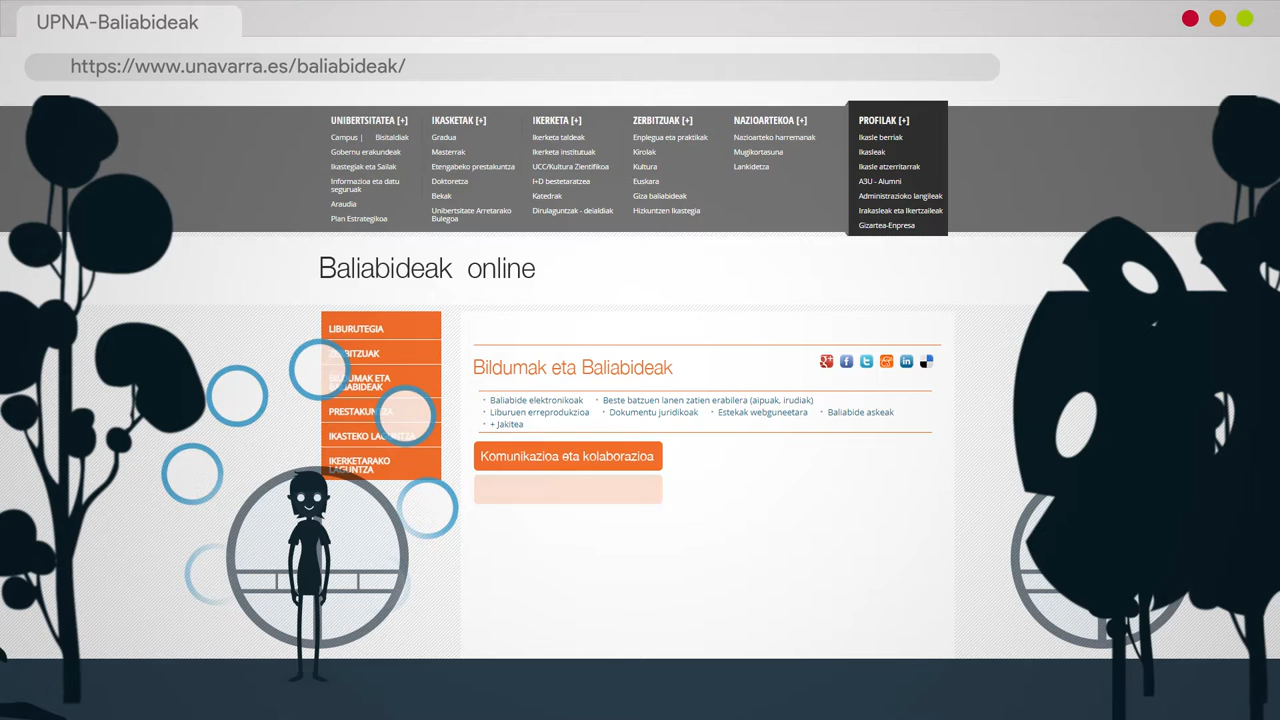 UPNA-Baliabideak
https://www.unavarra.es/baliabideak/
UNIBERTSITATEA [+]
Campus | Bisitaldiak
Gobernu erakundeak
Ikastegiak eta Sailak
Informazioa eta datu
seguruak
Araudia
Plan Estrategikoa
IKASKETAK [+]
Gradua
Masterrak
Etengabeko prestakuntza
Doktoretza
Bekak
Unibertsitate Arretarako
Bulegoa
IKERKETA [+]
Ikerketa taldeak
Ikerketa institutuak
UCC/Kultura Zientifikoa
I+D bestetaratzea
Katedrak
Dirulaguntzak - deialdiak
ZERBITZUAK [+]
Enplegua eta praktikak
Kirolak
Kultura
Euskara
Giza baliabideak
Hizkuntzen Ikastegia
NAZIOARTEKOA [+]
Nazioarteko harremanak
Mugikortasuna
Lankidetza
PROFILAK [+]
Ikasle berriak
Ikasleak
Ikasle atzerritarrak
A3U - Alumni
Administrazioko langileak
Irakasleak eta Ikertzaileak
Gizartea-Enpresa
Baliabideak online
LIBURUTEGIA
ZERBITZUAK
BILDUMAK ETA
BALIABIDEAK
PRESTAKUNTZA
IKASTEKO LAGUNTZA
IKERKETARAKO
LAGUNTZA
Bildumak eta Baliabideak
Baliabide elektronikoak · Beste batzuen lanen zatien erabilera (aipuak, irudiak)
Liburuen erreprodukzioa · Dokumentu juridikoak · Estekak webguneetara · Baliabide askeak
+ Jakitea
Komunikazioa eta kolaborazioa